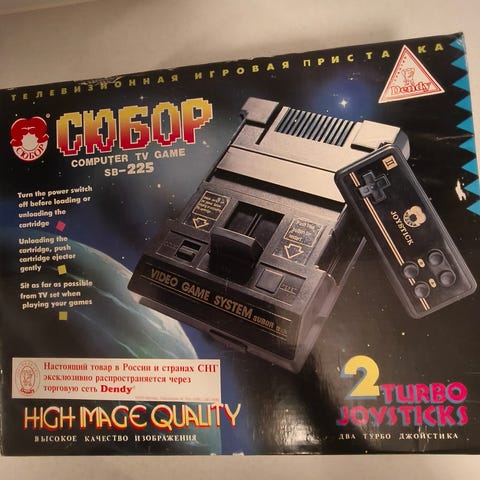 ТЕЛЕВИЗИОННАЯ ИГРОВАЯ ПРИСТАВКА
Dendy
СЮБОР
СЮБОР
COMPUTER TV GAME
SB-225
Turn the power switch
off before loading or
unloading the
cartridge
Unloading the
cartridge, push
cartridge ejector
gently
Sit as far as possible
from TV set when
playing your games
II
JOYSTICK
VIDEO GAME SYSTEM
SUBOR
Настоящий товар в России и странах СНГ
эксклюзивно распространяется через
торговую сеть Dendy
HIGH IMAGE QUALITY
ВЫСОКОЕ КАЧЕСТВО ИЗОБРАЖЕНИЯ
2 TURBO
JOYSTICKS
ДВА ТУРБО ДЖОЙСТИКА